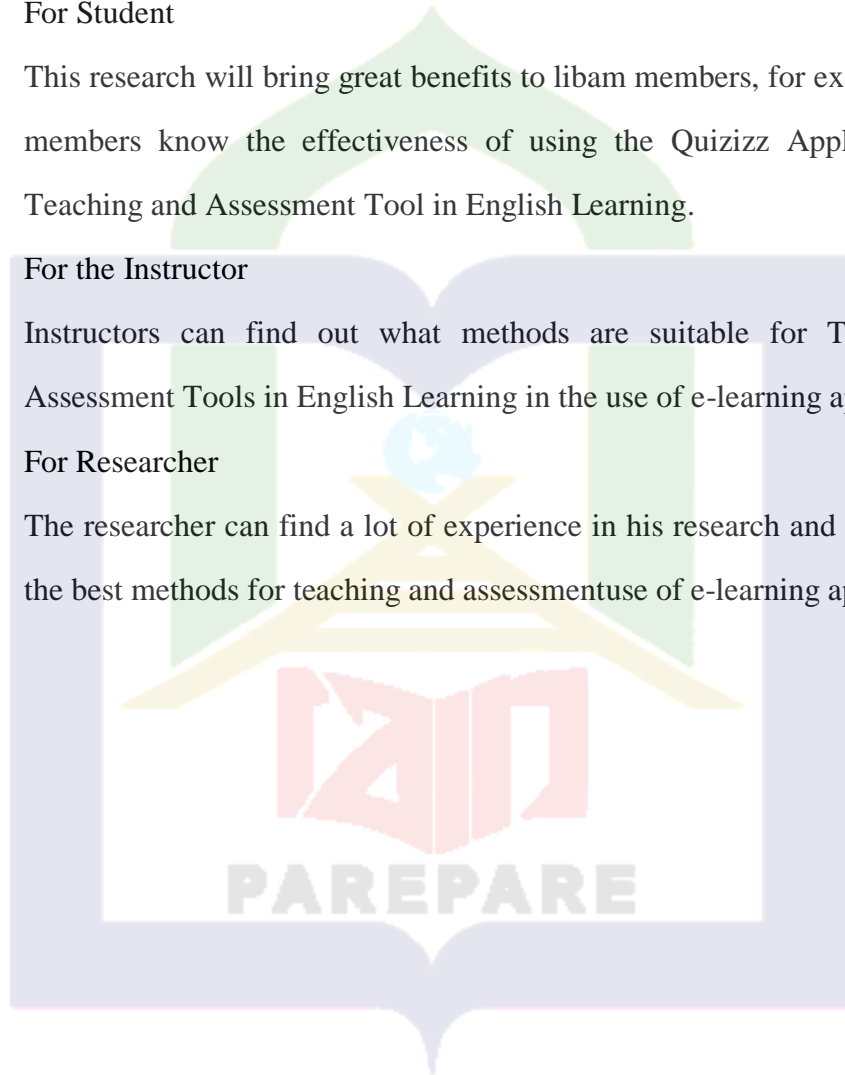 For Student
This research will bring great benefits to libam members, for ex
members know the effectiveness of using the Quizizz Appl
Teaching and Assessment Tool in English Learning.
For the Instructor
Instructors can find out what methods are suitable for T
Assessment Tools in English Learning in the use of e-learning a
For Researcher
The researcher can find a lot of experience in his research and
the best methods for teaching and assessmentuse of e-learning a
iain
PAREPARE